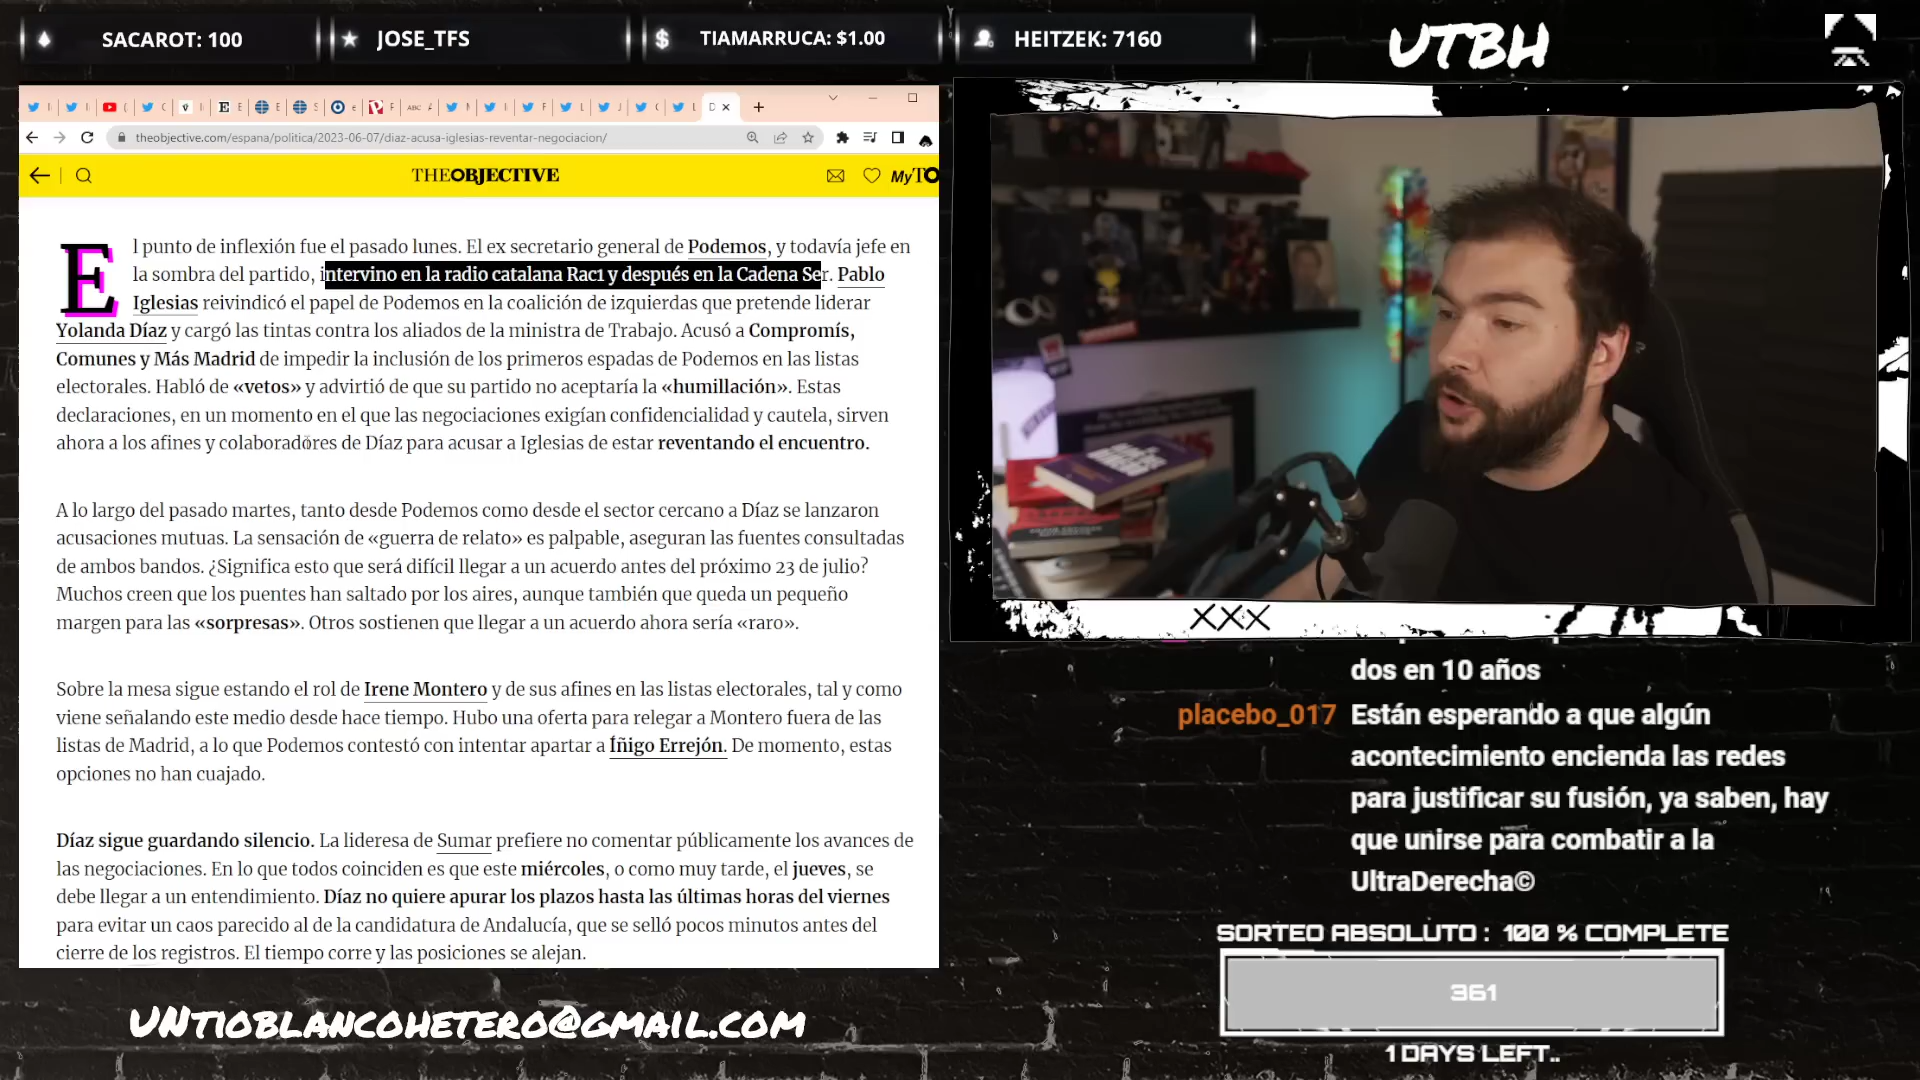 SACAROT: 100
JOSE_TFS
TIAMARRUCA: $1.00
HEITZEK: 7160
UTBH
theobjective.com/espana/politica/2023-06-07/diaz-acusa-iglesias-reventar-negociacion/
THEOBJECTIVE
MyTO
El punto de inflexión fue el pasado lunes. El ex secretario general de Podemos, y todavía jefe en
la sombra del partido, intervino en la radio catalana Rac1 y después en la Cadena Ser. Pablo
Iglesias reivindicó el papel de Podemos en la coalición de izquierdas que pretende liderar
Yolanda Díaz y cargó las tintas contra los aliados de la ministra de Trabajo. Acusó a Compromís,
Comunes y Más Madrid de impedir la inclusión de los primeros espadas de Podemos en las listas
electorales. Habló de «vetos» y advirtió de que su partido no aceptaría la «humillación». Estas
declaraciones, en un momento en el que las negociaciones exigían confidencialidad y cautela, sirven
ahora a los afines y colaboradores de Díaz para acusar a Iglesias de estar reventando el encuentro.
A lo largo del pasado martes, tanto desde Podemos como desde el sector cercano a Díaz se lanzaron
acusaciones mutuas. La sensación de «guerra de relato» es palpable, aseguran las fuentes consultadas
de ambos bandos. ¿Significa esto que será difícil llegar a un acuerdo antes del próximo 23 de julio?
Muchos creen que los puentes han saltado por los aires, aunque también que queda un pequeño
margen para las «sorpresas». Otros sostienen que llegar a un acuerdo ahora sería «raro».
Sobre la mesa sigue estando el rol de Irene Montero y de sus afines en las listas electorales, tal y como
viene señalando este medio desde hace tiempo. Hubo una oferta para relegar a Montero fuera de las
listas de Madrid, a lo que Podemos contestó con intentar apartar a Íñigo Errejón. De momento, estas
opciones no han cuajado.
Díaz sigue guardando silencio. La lideresa de Sumar prefiere no comentar públicamente los avances de
las negociaciones. En lo que todos coinciden es que este miércoles, o como muy tarde, el jueves, se
debe llegar a un entendimiento. Díaz no quiere apurar los plazos hasta las últimas horas del viernes
para evitar un caos parecido al de la candidatura de Andalucía, que se selló pocos minutos antes del
cierre de los registros. El tiempo corre y las posiciones se alejan.
XXX
dos en 10 años
placebo_017 Están esperando a que algún
acontecimiento encienda las redes
para justificar su fusión, ya saben, hay
que unirse para combatir a la
UltraDerecha©
SORTEO ABSOLUTO : 100 % COMPLETE
361
1 DAYS LEFT..
UNTIOBLANCOHETERO@GMAIL.COM